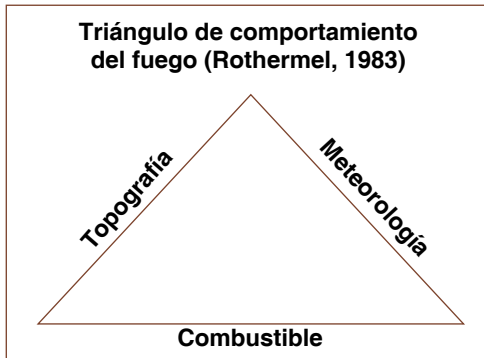 Triángulo de comportamiento
del fuego (Rothermel, 1983)
Topografía
Meteorología
Combustible